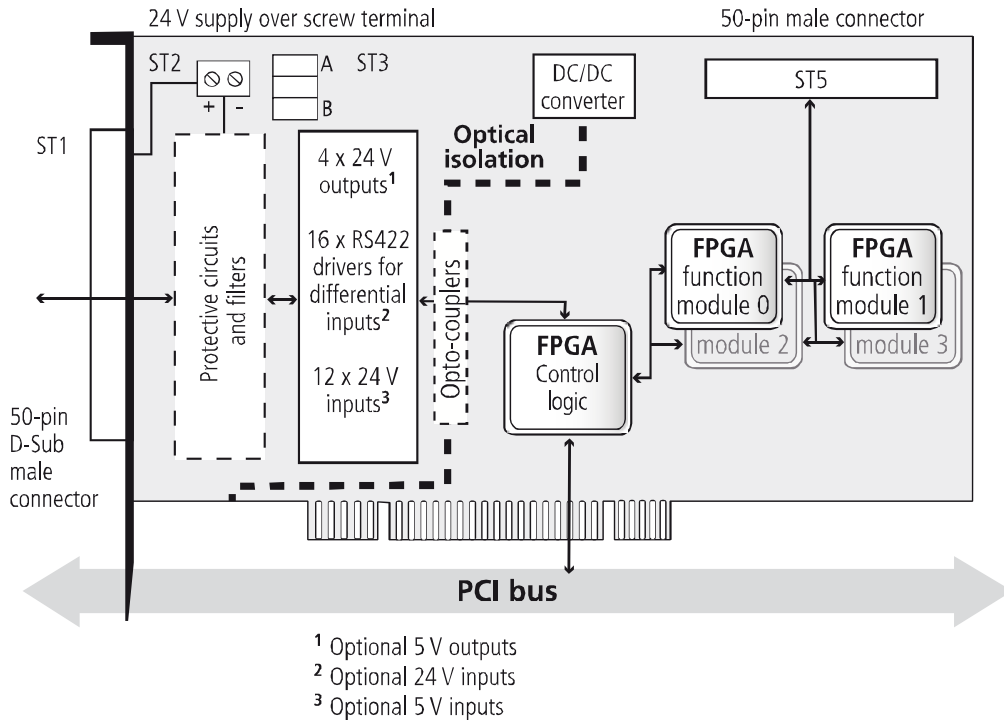 24 V supply over screw terminal
50-pin male connector
ST2
A
ST3
B
+ -
DC/DC
converter
ST5
ST1
Optical
isolation
Protective circuits
and filters
4 x 24 V
outputs1
16 x RS422
drivers for
differential
inputs2
12 x 24 V
inputs3
Opto-couplers
FPGA
Control
logic
FPGA
function
module 0
module 2
FPGA
function
module 1
module 3
50-pin
D-Sub
male
connector
PCI bus
1 Optional 5 V outputs
2 Optional 24 V inputs
3 Optional 5 V inputs